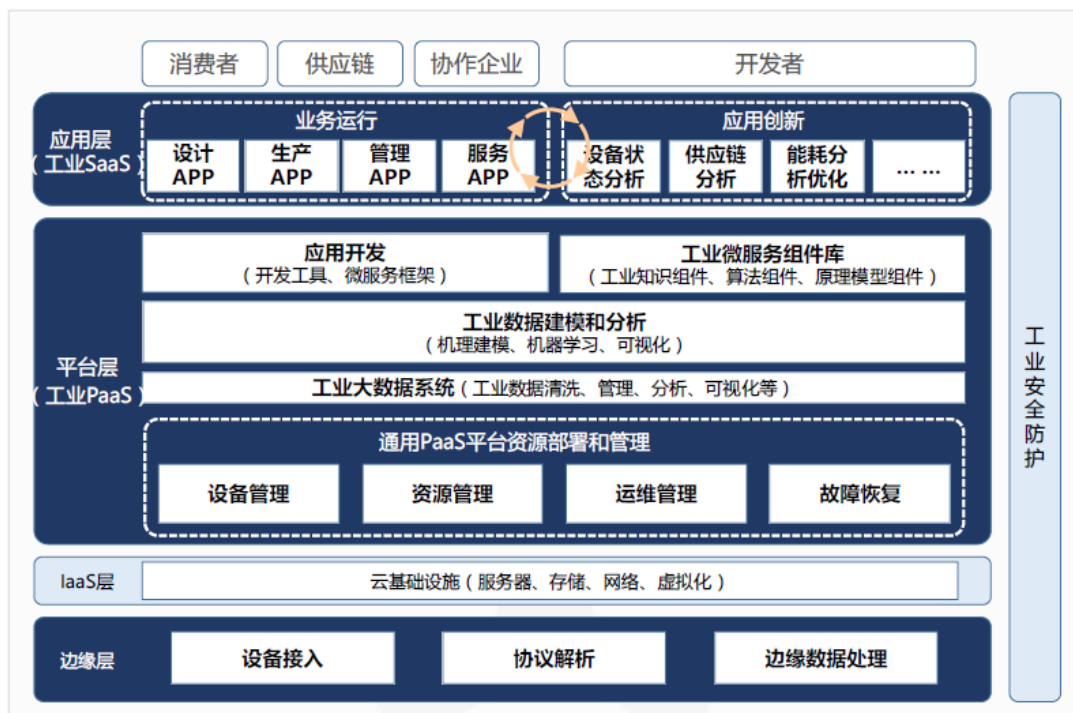 消费者
供应链
协作企业
开发者
应用层
（工业SaaS）
业务运行
设计
APP
生产
APP
管理
APP
服务
APP
应用创新
设备状
态分析
供应链
分析
能耗分
析优化
... ...
平台层
（工业PaaS）
应用开发
（开发工具、微服务框架）
工业微服务组件库
（工业知识组件、算法组件、原理模型组件）
工业数据建模和分析
（机理建模、机器学习、可视化）
工业大数据系统（工业数据清洗、管理、分析、可视化等）
通用PaaS平台资源部署和管理
设备管理
资源管理
运维管理
故障恢复
IaaS层
云基础设施（服务器、存储、网络、虚拟化）
边缘层
设备接入
协议解析
边缘数据处理
工业安全防护